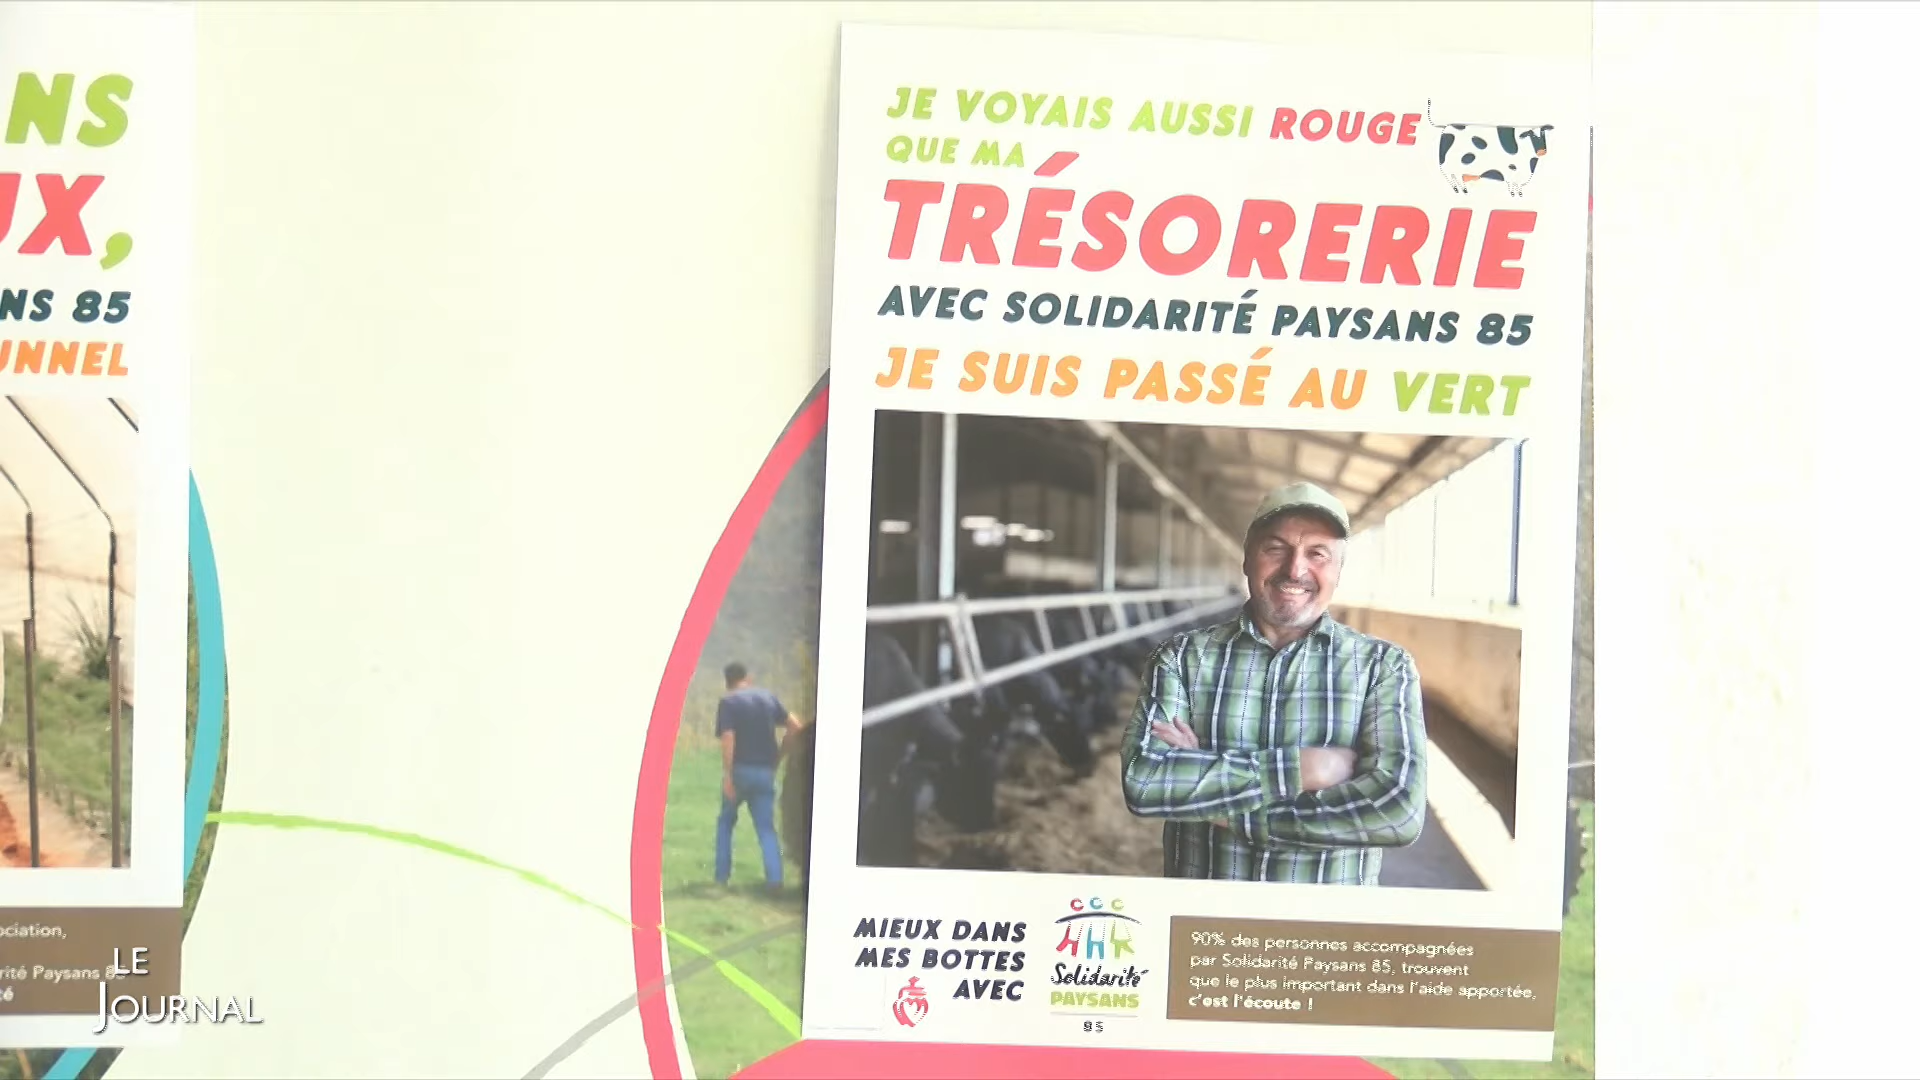 NS
UX,
NS 85
UNNEL
ociation,
rité Paysans 85
té
LE
JOURNAL
JE VOYAIS AUSSI ROUGE
QUE MA
TRÉSORERIE
AVEC SOLIDARITÉ PAYSANS 85
JE SUIS PASSÉ AU VERT
MIEUX DANS
MES BOTTES
AVEC
Solidarité
PAYSANS
85
90% des personnes accompagnées
par Solidarité Paysans 85, trouvent
que le plus important dans l'aide apportée,
c'est l'écoute !